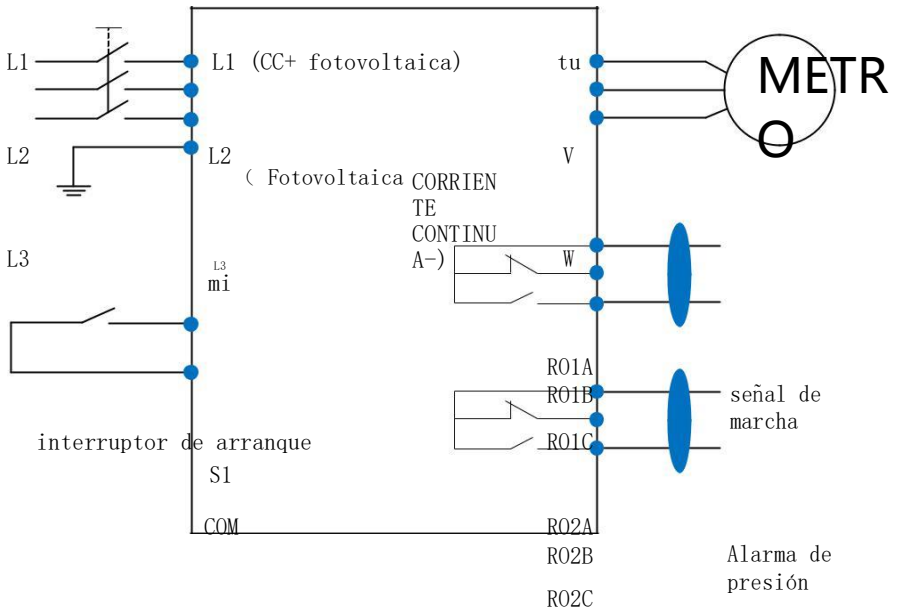 L1
L1 (CC+ fotovoltaica)
tu
METR
O
L2
L2
V
( Fotovoltaica
CORRIEN
TE
CONTINU
A-)
L3
L3
mi
W
RO1A
RO1B
RO1C
señal de
marcha
interruptor de arranque
S1
COM
RO2A
RO2B
RO2C
Alarma de
presión